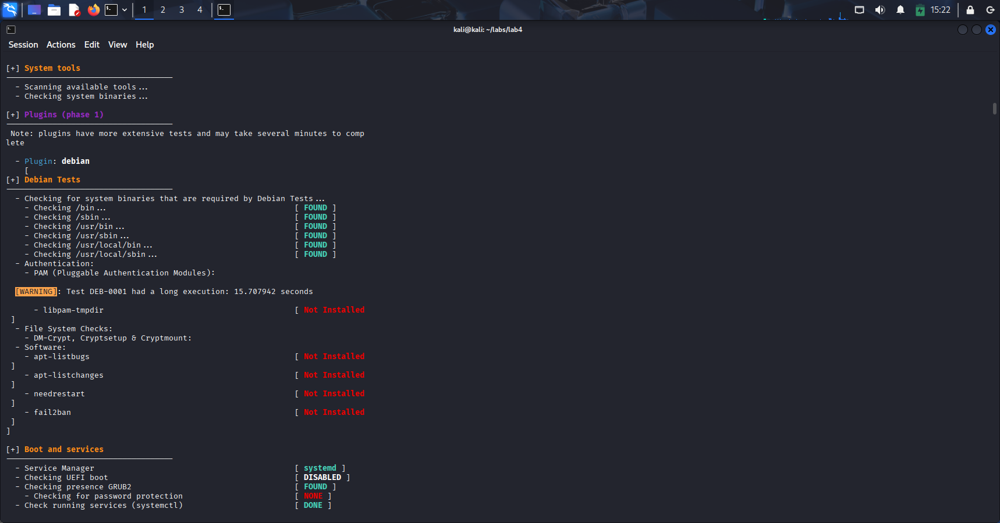 1 2 3 4 15:22
kali@kali: ~/labs/lab4
Session Actions Edit View Help
[+] System tools
- Scanning available tools...
- Checking system binaries...
[+] Plugins (phase 1)
Note: plugins have more extensive tests and may take several minutes to comp
lete
- Plugin: debian
[
[+] Debian Tests
- Checking for system binaries that are required by Debian Tests...
- Checking /bin... [ FOUND ]
- Checking /sbin... [ FOUND ]
- Checking /usr/bin... [ FOUND ]
- Checking /usr/sbin... [ FOUND ]
- Checking /usr/local/bin... [ FOUND ]
- Checking /usr/local/sbin... [ FOUND ]
- Authentication:
- PAM (Pluggable Authentication Modules):
[WARNING]: Test DEB-0001 had a long execution: 15.707942 seconds
- libpam-tmpdir [ Not Installed
]
- File System Checks:
- DM-Crypt, Cryptsetup & Cryptmount:
- Software:
- apt-listbugs [ Not Installed
]
- apt-listchanges [ Not Installed
]
- needrestart [ Not Installed
]
- fail2ban [ Not Installed
]
]
[+] Boot and services
- Service Manager [ systemd ]
- Checking UEFI boot [ DISABLED ]
- Checking presence GRUB2 [ FOUND ]
- Checking for password protection [ NONE ]
- Check running services (systemctl) [ DONE ]